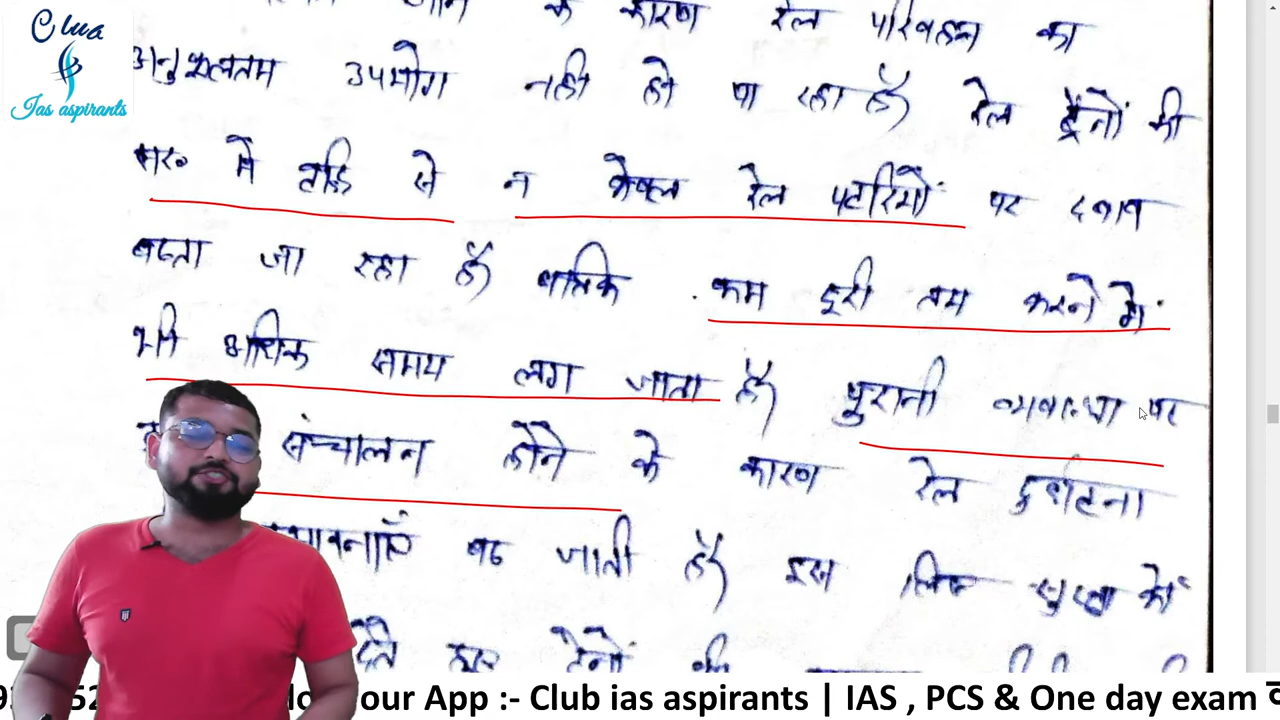 Clua
Ias aspirants
के कारण रेल परिवहन का
अनुकूलतम उपयोग नही हो पा रहा है। रेल ट्रेनों की
में वृद्धि से न केवल रेल पटरियों पर दबाव
बढता जा रहा है बल्कि कम दूरी तय करने में
भी अधिक समय लग जाता है। पुरानी व्यवस्था पर
संचालन होने के कारण रेल दुर्घटना
बढ जाती है। इस लिए सुरक्षा को
देते हुए ट्रेनों की
our App :- Club ias aspirants | IAS , PCS & One day exam